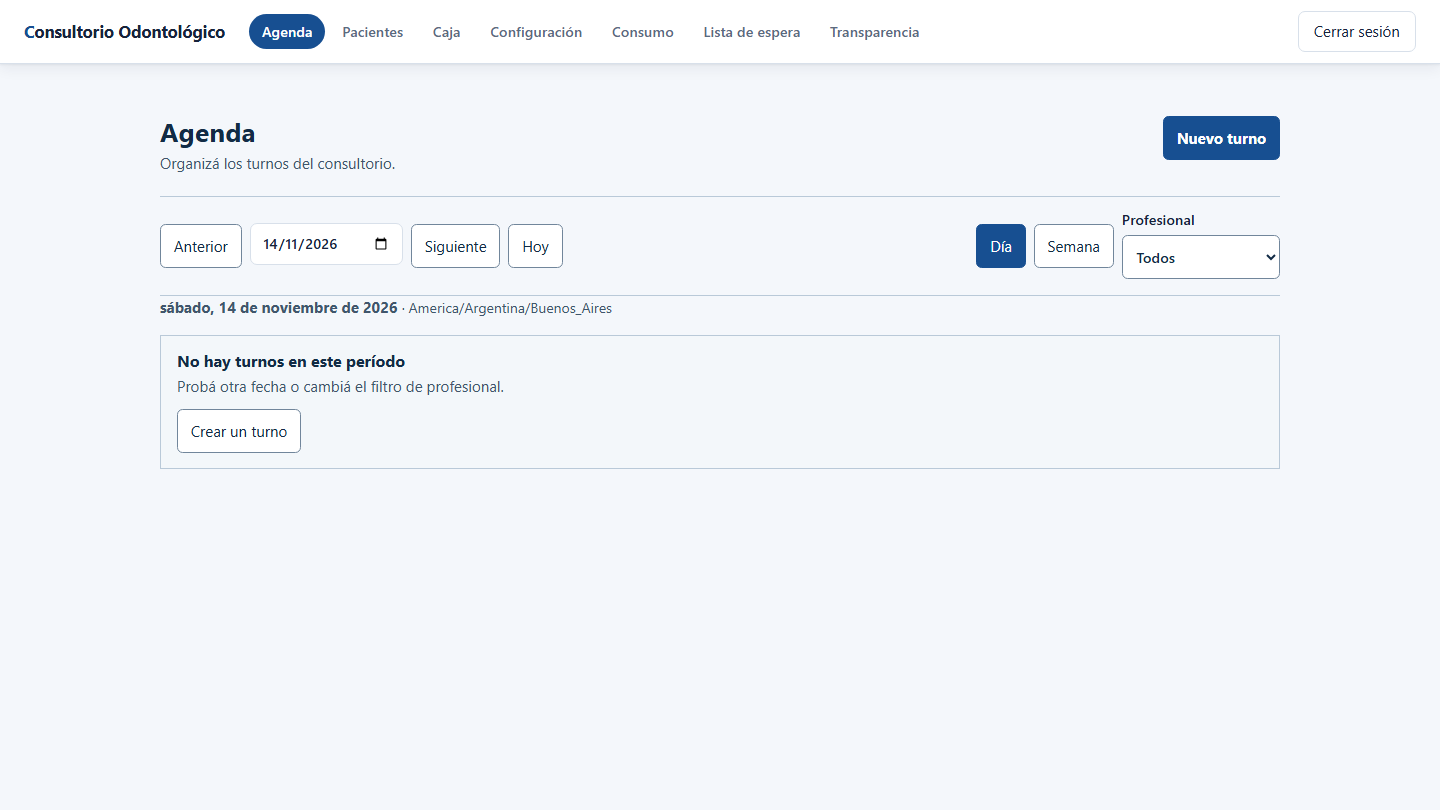 Consultorio Odontológico
Agenda
Pacientes
Caja
Configuración
Consumo
Lista de espera
Transparencia
Cerrar sesión
Agenda
Organizá los turnos del consultorio.
Nuevo turno
Anterior
14/11/2026
Siguiente
Hoy
Día
Semana
Profesional
Todos
sábado, 14 de noviembre de 2026 · America/Argentina/Buenos_Aires
No hay turnos en este período
Probá otra fecha o cambiá el filtro de profesional.
Crear un turno